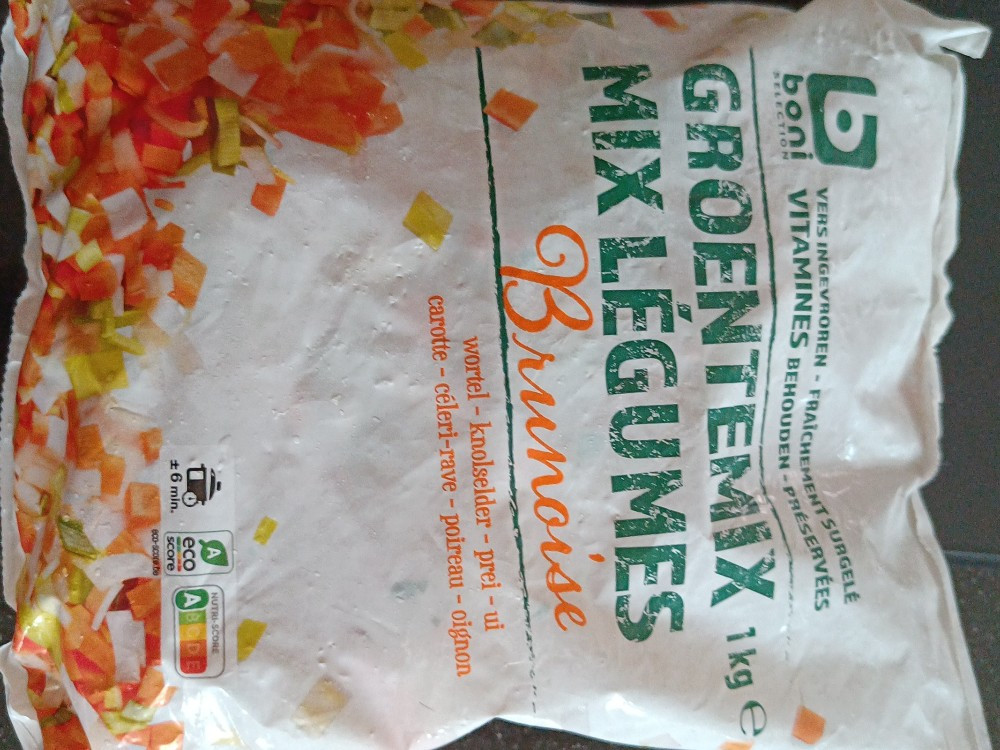 boni
SELECTION
VERS INGEVROREN - FRAÎCHEMENT SURGELÉ
VITAMINES BEHOUDEN - PRÉSERVÉES
GROENTEMIX 1 kg e
MIX LÉGUMES
Brunoise
wortel - knolselder - prei - ui
carotte - céleri-rave - poireau - oignon
± 6 min.
A
eco
score
NUTRI-SCORE
A B C D E